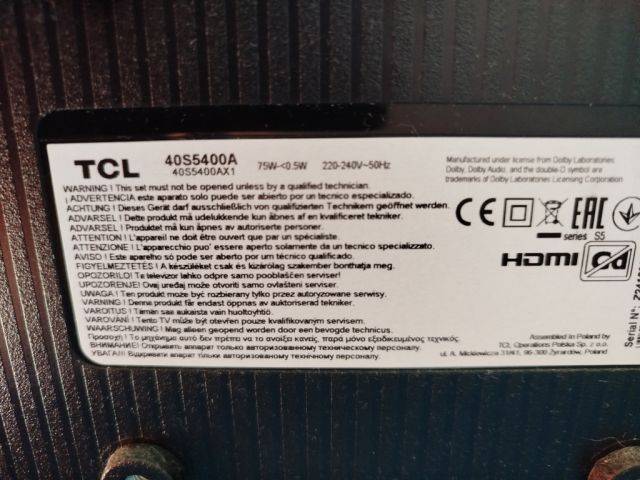 TCL 40S5400A 75W-<0.5W 220-240V~50Hz
40S5400AX1
Manufactured under license from Dolby Laboratories.
Dolby, Dolby Audio, and the double-D symbol are
trademarks of Dolby Laboratories Licensing Corporation.
WARNING ! This set must not be opened unless by a qualified technician.
¡ADVERTENCIA este aparato solo puede ser abierto por un tecnico especializado.
ACHTUNG ! Dieses Gerät darf ausschliesslich von qualifizierten Technikern geöffnet werden.
ADVARSEL ! Dette produkt må udelukkende kun åbnes af en kvalificeret tekniker.
ADVARSEL ! Produktet må kun åpnes av autoriserte personer.
ATTENTION ! L'appareil ne doit être ouvert que par un spécialiste.
ATTENZIONE ! L'apparecchio puo' essere aperto solamente da un tecnico specializzato.
AVISO ! Este aparelho só pode ser aberto por um técnico qualificado.
FIGYELMEZTETES ! A készüléket csak és kizárolag szakember bonthatja meg.
OPOZORILO! Ta televizor lahko odpre samo pooblaščen serviser!
UPOZORENJE! Ovaj uređaj može otvoriti samo ovlašteni serviser.
UWAGA ! Ten produkt może być rozbierany tylko przez autoryzowane serwisy.
VARNING ! Denna produkt får endast öppnas av auktoriserad tekniker.
VAROITUS ! Tämän saa aukaista vain huoltoyhtiö.
VAROVANI ! Tento TV může být otevřen pouze kvalifikovaným servisem.
WAARSCHUWING ! Mag alleen geopend worden door een bevoegde technicus.
Προσοχή ! Το μηχάνημα αυτό δεν πρέπει να το ανοίξει κανείς, παρά μόνο εξειδικευμένος τεχνικός.
ВНИМАНИЕ! Открывать аппарат только авторизованному техническому персоналу.
УВАГА!! Відкривати апарат тільки авторизованому технічному персоналу.
CE EAC
series S5
HDMI
Serial N°:
Assembled in Poland by
TCL Operations Polska Sp. z o.o.
ul. A. Mickiewicza 31/41, 96-300 Żyrardów, Poland